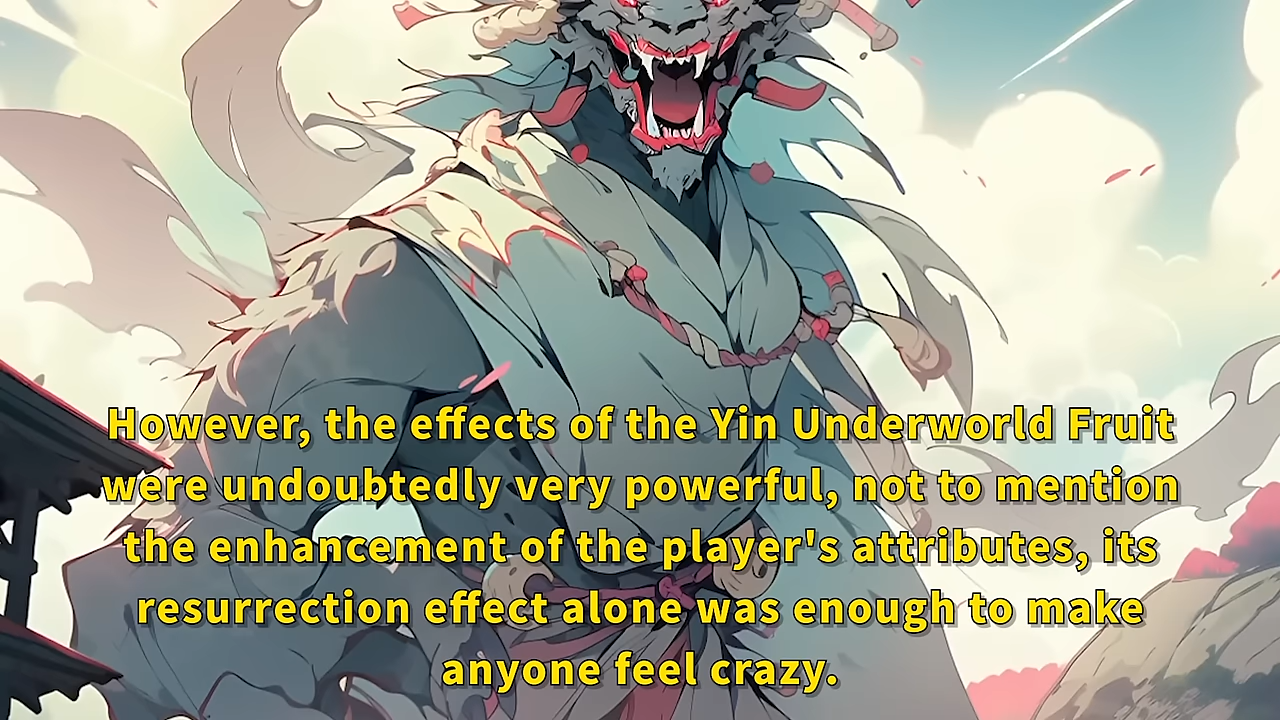 However, the effects of the Yin Underworld Fruit
were undoubtedly very powerful, not to mention
the enhancement of the player's attributes, its
resurrection effect alone was enough to make
anyone feel crazy.